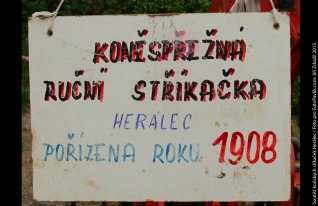 KONĚSPŘEŽNÁ
RUČNÍ STŘÍKAČKA
HERÁLEC
POŘÍZENA ROKU 1908